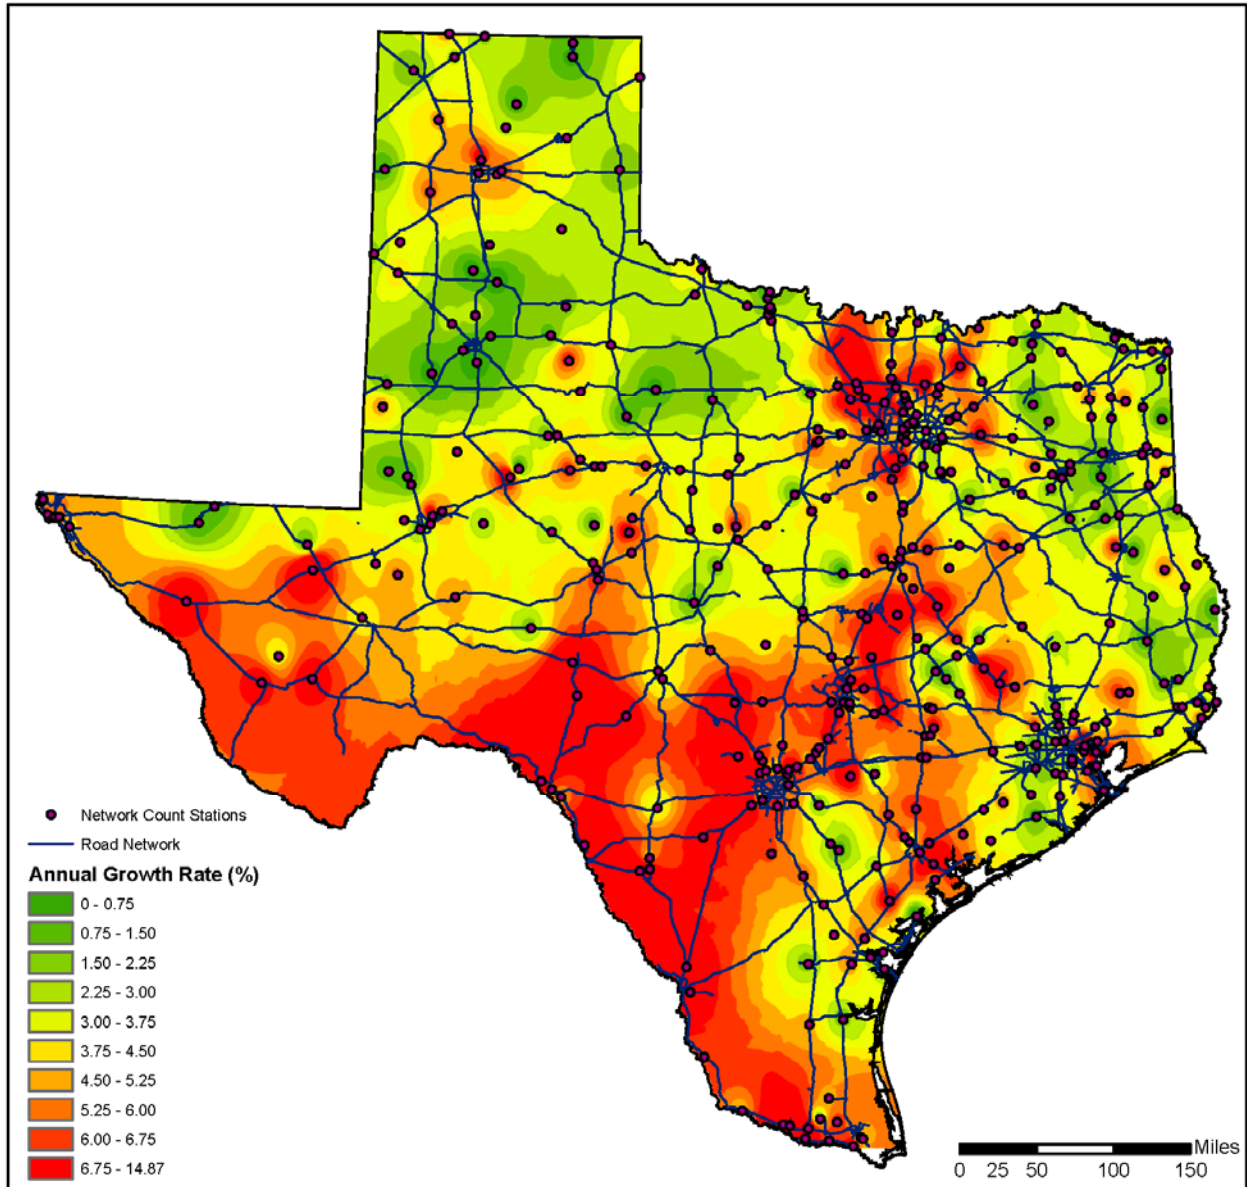 Network Count Stations
Road Network
Annual Growth Rate (%)
0 - 0.75
0.75 - 1.50
1.50 - 2.25
2.25 - 3.00
3.00 - 3.75
3.75 - 4.50
4.50 - 5.25
5.25 - 6.00
6.00 - 6.75
6.75 - 14.87
Miles
0 25 50 100 150